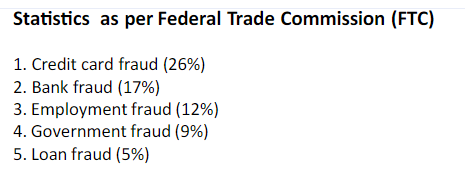 Statistics as per Federal Trade Commission (FTC)
1. Credit card fraud (26%)
2. Bank fraud (17%)
3. Employment fraud (12%)
4. Government fraud (9%)
5. Loan fraud (5%)